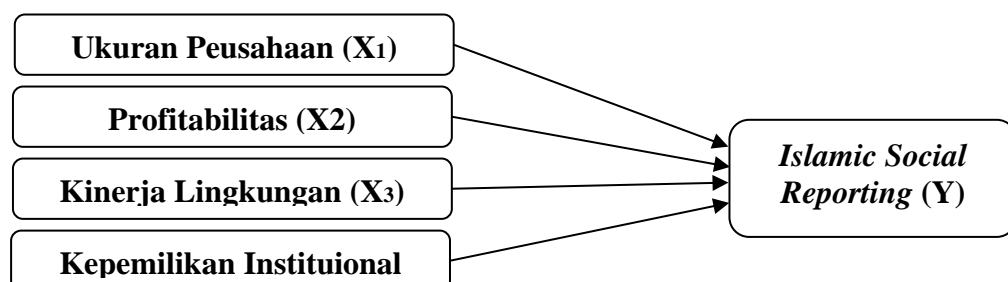 Ukuran Peusahaan (X1)
Profitabilitas (X2)
Kinerja Lingkungan (X3)
Kepemilikan Instituional
Islamic Social
Reporting (Y)